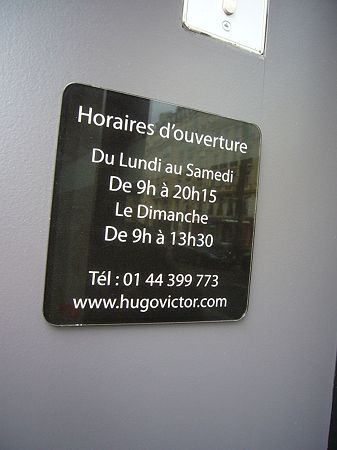 Horaires d'ouverture
Du Lundi au Samedi
De 9h à 20h15
Le Dimanche
De 9h à 13h30
Tél : 01 44 399 773
www.hugovictor.com